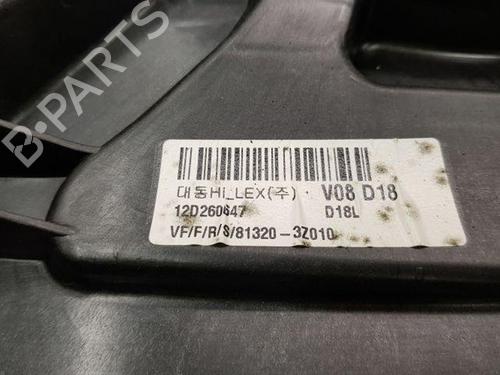 대동HI_LEX(주) · V08 D18
12D260647 D18L
VF/F/R/S/81320-3Z010
B-PARTS